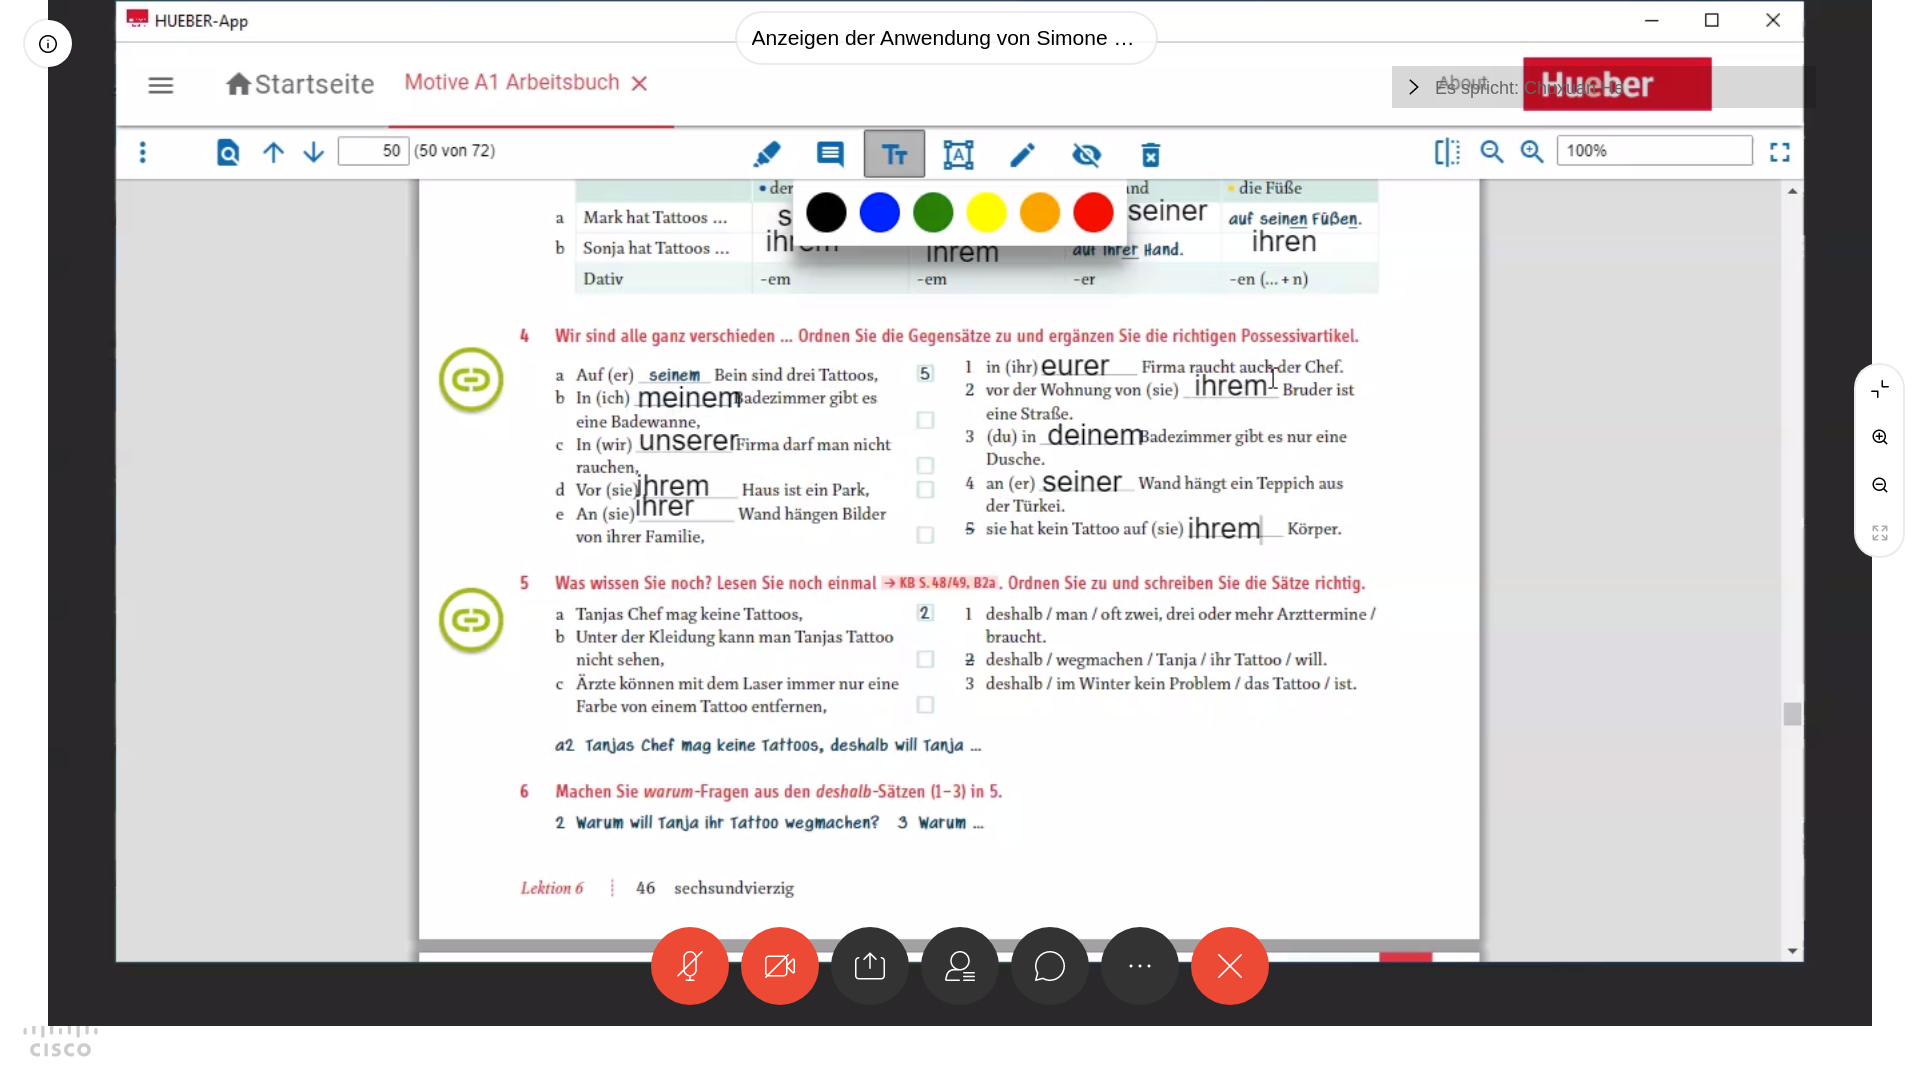 HUEBER-App
Anzeigen der Anwendung von Simone …
Startseite
Motive A1 Arbeitsbuch
About
Es spricht:
Hueber
50 (50 von 72)
100%
• der
• die Füße
a Mark hat Tattoos ...
seiner
auf seinen Füßen.
b Sonja hat Tattoos ...
ihrem
ihrem
auf ihrer Hand.
ihren
Dativ
-em
-em
-er
-en (... + n)
4 Wir sind alle ganz verschieden ... Ordnen Sie die Gegensätze zu und ergänzen Sie die richtigen Possessivartikel.
a Auf (er) seinem Bein sind drei Tattoos,
5
b In (ich) meinem Badezimmer gibt es
eine Badewanne,
c In (wir) unserer Firma darf man nicht
rauchen,
d Vor (sie) ihrem Haus ist ein Park,
e An (sie) ihrer Wand hängen Bilder
von ihrer Familie,
1 in (ihr) eurer Firma raucht auch der Chef.
2 vor der Wohnung von (sie) ihrem Bruder ist
eine Straße.
3 (du) in deinem Badezimmer gibt es nur eine
Dusche.
4 an (er) seiner Wand hängt ein Teppich aus
der Türkei.
5 sie hat kein Tattoo auf (sie) ihrem Körper.
5 Was wissen Sie noch? Lesen Sie noch einmal → KB S. 48/49, B2a. Ordnen Sie zu und schreiben Sie die Sätze richtig.
a Tanjas Chef mag keine Tattoos,
2
b Unter der Kleidung kann man Tanjas Tattoo
nicht sehen,
c Ärzte können mit dem Laser immer nur eine
Farbe von einem Tattoo entfernen,
1 deshalb / man / oft zwei, drei oder mehr Arzttermine /
braucht.
2 deshalb / wegmachen / Tanja / ihr Tattoo / will.
3 deshalb / im Winter kein Problem / das Tattoo / ist.
a2 Tanjas Chef mag keine Tattoos, deshalb will Tanja ...
6 Machen Sie warum-Fragen aus den deshalb-Sätzen (1–3) in 5.
2 Warum will Tanja ihr Tattoo wegmachen? 3 Warum ...
Lektion 6
46 sechsundvierzig
CISCO